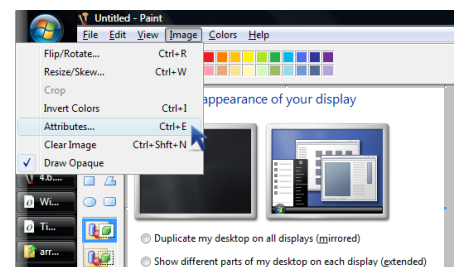 Untitled - Paint
File Edit View Image Colors Help
Flip/Rotate... Ctrl+R
Resize/Skew... Ctrl+W
Crop
Invert Colors Ctrl+I
Attributes... Ctrl+E
Clear Image Ctrl+Shft+N
Draw Opaque
appearance of your display
4.6....
Wi...
Ti...
arr...
Duplicate my desktop on all displays (mirrored)
Show different parts of my desktop on each display (extended)